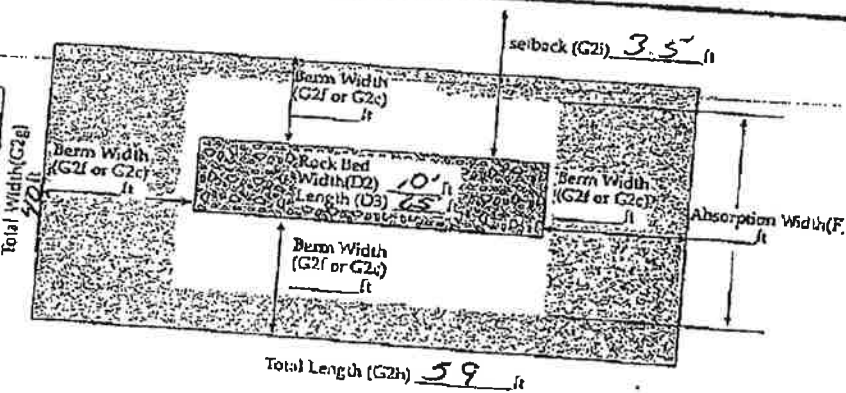 setback (G2i) 3.5 ft
Berm Width
(G2f or G2c)
ft
Total Width (G2g)
40 ft
Berm Width
(G2f or G2c)
ft
Rock Bed
Width(D2) 10' ft
Length (D3) 65 ft
Berm Width
(G2f or G2c)
ft
Absorption Width(F.
ft
Berm Width
(G2f or G2c)
ft
Total Length (G2h) 59 ft